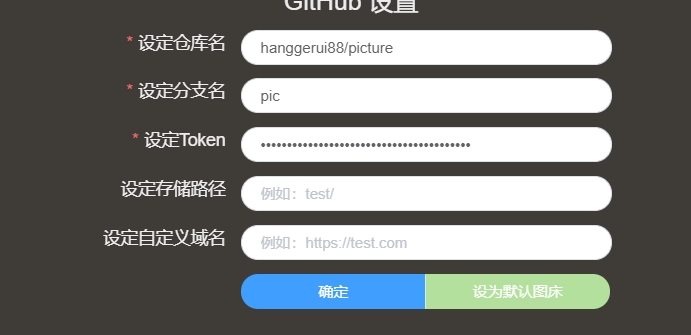 GitHub 设置
* 设定仓库名
hanggerui88/picture
* 设定分支名
pic
* 设定Token
••••••••••••••••••••••••••••••••••••••••
设定存储路径
例如：test/
设定自定义域名
例如：https://test.com
确定
设为默认图床